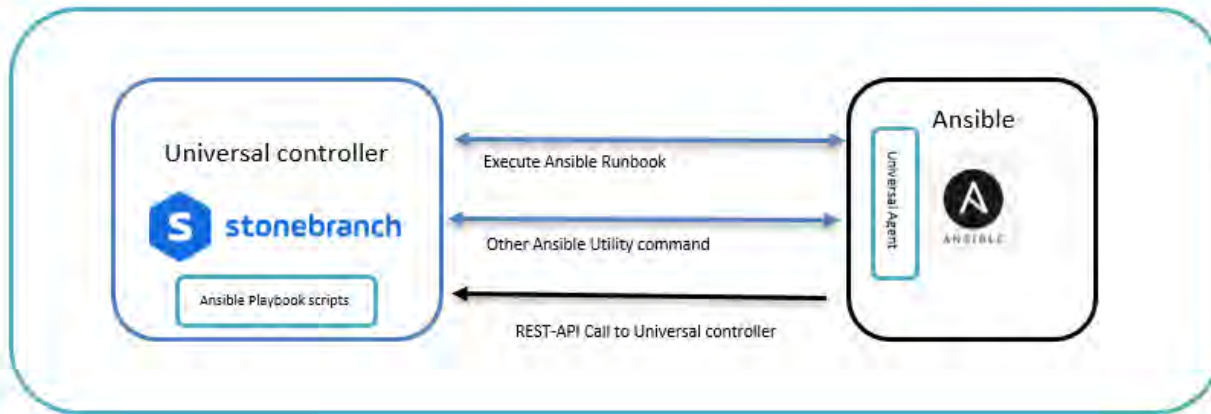 Universal controller
S stonebranch
Ansible Playbook scripts
Execute Ansible Runbook
Other Ansible Utility command
REST-API Call to Universal controller
Ansible
Universal Agent
A
ANSIBLE